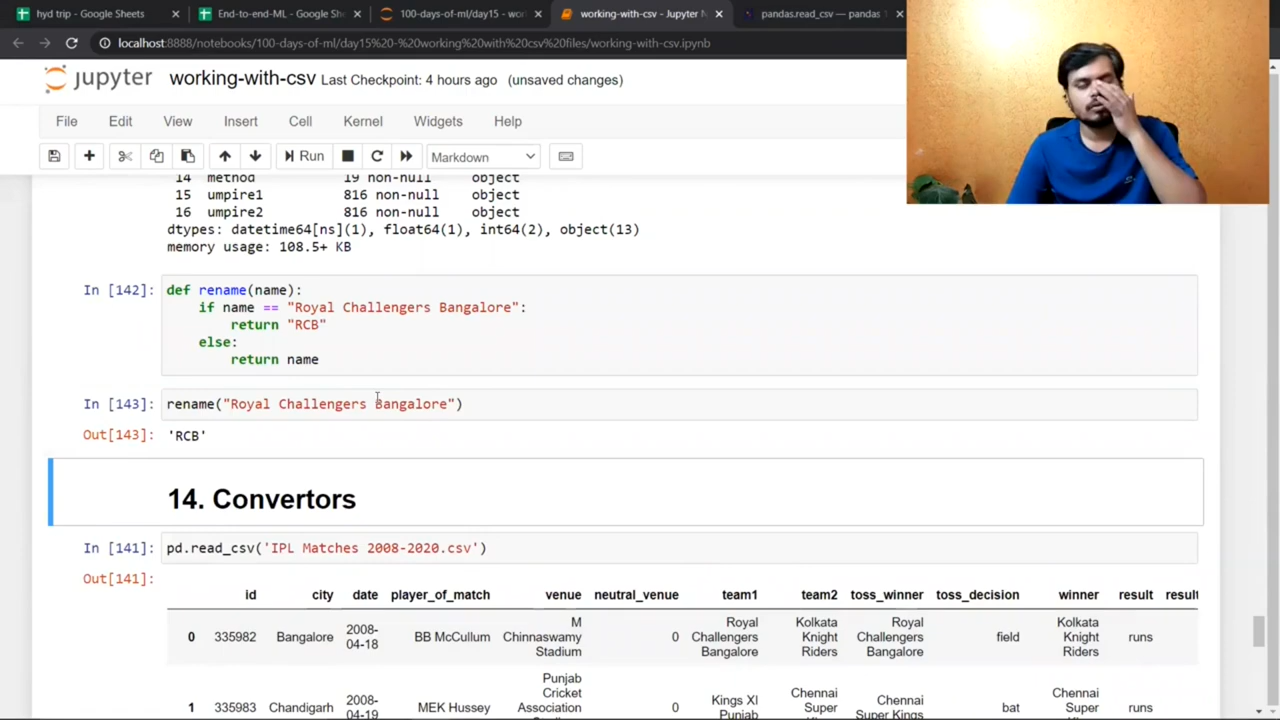 hyd trip - Google Sheets
End-to-end-ML - Google Sh
100-days-of-ml/day15 - wor
working-with-csv - Jupyter N
pandas.read_csv — pandas 1
localhost:8888/notebooks/100-days-of-ml/day15%20-%20working%20with%20csv%20files/working-with-csv.ipynb
jupyter working-with-csv Last Checkpoint: 4 hours ago (unsaved changes)
File Edit View Insert Cell Kernel Widgets Help
Run Markdown
14 method 19 non-null object
15 umpire1 816 non-null object
16 umpire2 816 non-null object
dtypes: datetime64[ns](1), float64(1), int64(2), object(13)
memory usage: 108.5+ KB
In [142]: def rename(name):
if name == "Royal Challengers Bangalore":
return "RCB"
else:
return name
In [143]: rename("Royal Challengers Bangalore")
Out[143]: 'RCB'
14. Convertors
In [141]: pd.read_csv('IPL Matches 2008-2020.csv')
Out[141]:
id city date player_of_match venue neutral_venue team1 team2 toss_winner toss_decision winner result result
0 335982 Bangalore 2008-04-18 BB McCullum M Chinnaswamy Stadium 0 Royal Challengers Bangalore Kolkata Knight Riders Royal Challengers Bangalore field Kolkata Knight Riders runs
1 335983 Chandigarh 2008-04-19 MEK Hussey Punjab Cricket Association 0 Kings XI Punjab Chennai Super Chennai Super Kings bat Chennai Super runs